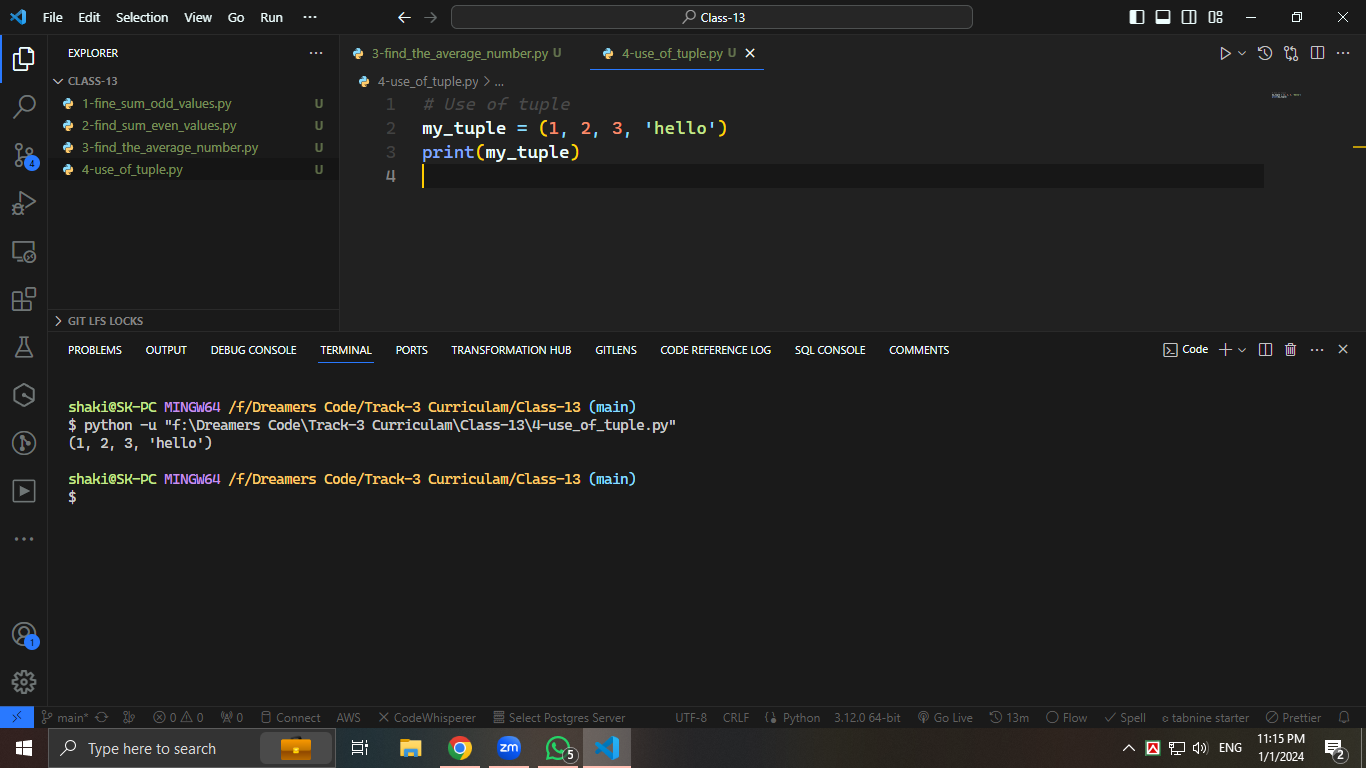 File Edit Selection View Go Run ··· Class-13
EXPLORER ···
CLASS-13
1-fine_sum_odd_values.py U
2-find_sum_even_values.py U
3-find_the_average_number.py U
4-use_of_tuple.py U
GIT LFS LOCKS
3-find_the_average_number.py U 4-use_of_tuple.py U
4-use_of_tuple.py > ...
1 # Use of tuple
2 my_tuple = (1, 2, 3, 'hello')
3 print(my_tuple)
4
PROBLEMS OUTPUT DEBUG CONSOLE TERMINAL PORTS TRANSFORMATION HUB GITLENS CODE REFERENCE LOG SQL CONSOLE COMMENTS Code
shaki@SK-PC MINGW64 /f/Dreamers Code/Track-3 Curriculam/Class-13 (main)
$ python -u "f:\Dreamers Code\Track-3 Curriculam\Class-13\4-use_of_tuple.py"
(1, 2, 3, 'hello')
shaki@SK-PC MINGW64 /f/Dreamers Code/Track-3 Curriculam/Class-13 (main)
$
4
1
main* 0 0 0 Connect AWS CodeWhisperer Select Postgres Server UTF-8 CRLF Python 3.12.0 64-bit Go Live 13m Flow Spell tabnine starter Prettier
Type here to search zm 5 ENG 11:15 PM 2
1/1/2024